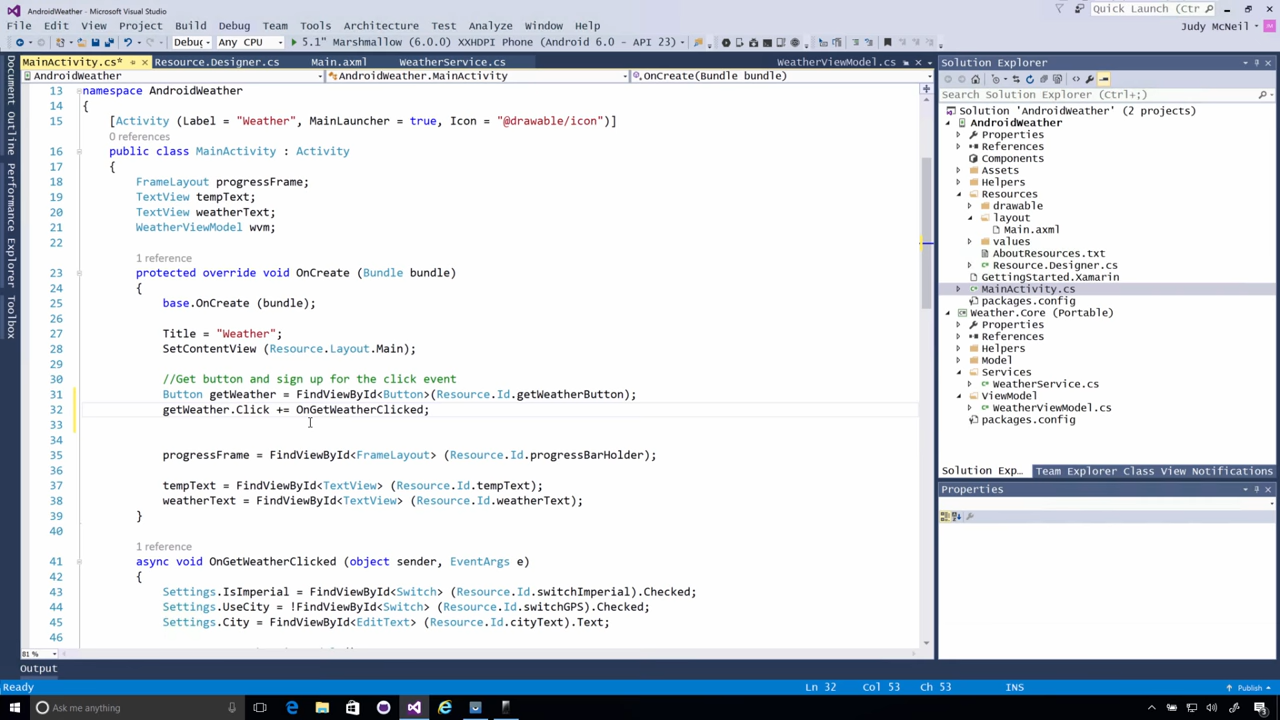 AndroidWeather - Microsoft Visual Studio
Quick Launch (Ctr
File Edit View Project Build Debug Team Tools Architecture Test Analyze Window Help
Judy McNeil
Debug Any CPU 5.1" Marshmallow (6.0.0) XXHDPI Phone (Android 6.0 - API 23)
MainActivity.cs* Resource.Designer.cs Main.axml WeatherService.cs WeatherViewModel.cs
AndroidWeather AndroidWeather.MainActivity .OnCreate(Bundle bundle)
Document Outline
Performance Explorer
Toolbox
13 namespace AndroidWeather
14 {
15 [Activity (Label = "Weather", MainLauncher = true, Icon = "@drawable/icon")]
0 references
16 public class MainActivity : Activity
17 {
18 FrameLayout progressFrame;
19 TextView tempText;
20 TextView weatherText;
21 WeatherViewModel wvm;
22
1 reference
23 protected override void OnCreate (Bundle bundle)
24 {
25 base.OnCreate (bundle);
26
27 Title = "Weather";
28 SetContentView (Resource.Layout.Main);
29
30 //Get button and sign up for the click event
31 Button getWeather = FindViewById<Button>(Resource.Id.getWeatherButton);
32 getWeather.Click += OnGetWeatherClicked;
33
34
35 progressFrame = FindViewById<FrameLayout> (Resource.Id.progressBarHolder);
36
37 tempText = FindViewById<TextView> (Resource.Id.tempText);
38 weatherText = FindViewById<TextView> (Resource.Id.weatherText);
39 }
40
1 reference
41 async void OnGetWeatherClicked (object sender, EventArgs e)
42 {
43 Settings.IsImperial = FindViewById<Switch> (Resource.Id.switchImperial).Checked;
44 Settings.UseCity = !FindViewById<Switch> (Resource.Id.switchGPS).Checked;
45 Settings.City = FindViewById<EditText> (Resource.Id.cityText).Text;
46
81 %
Output
Solution Explorer
Search Solution Explorer (Ctrl+;)
Solution 'AndroidWeather' (2 projects)
AndroidWeather
Properties
References
Components
Assets
Helpers
Resources
drawable
layout
Main.axml
values
AboutResources.txt
Resource.Designer.cs
GettingStarted.Xamarin
MainActivity.cs
packages.config
Weather.Core (Portable)
Properties
References
Helpers
Model
Services
WeatherService.cs
ViewModel
WeatherViewModel.cs
packages.config
Solution Exp... Team Explorer Class View Notifications
Properties
Ready Ln 32 Col 53 Ch 53 INS Publish
Ask me anything
3